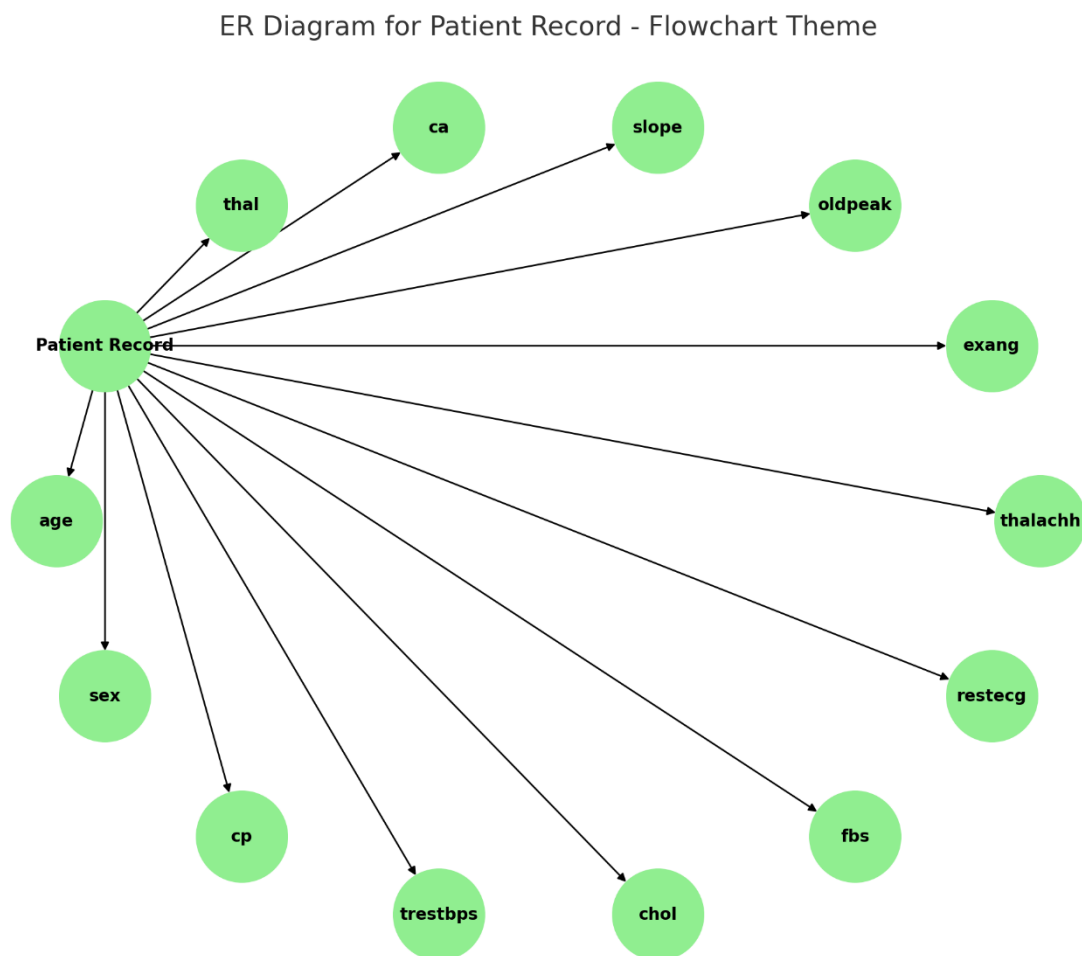 ER Diagram for Patient Record - Flowchart Theme
ca
slope
thal
oldpeak
Patient Record
exang
age
thalachh
sex
restecg
cp
fbs
trestbps
chol